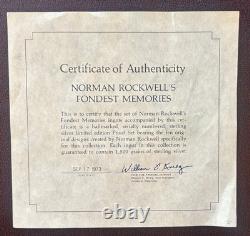 Certificate of Authenticity
NORMAN ROCKWELL'S
FONDEST MEMORIES
This is to certify that the set of Norman Rockwell's
Fondest Memories ingots accompanied by this cer-
tificate is a hallmarked, serially numbered, sterling
silver limited edition Proof Set bearing the ten orig-
inal designs created by Norman Rockwell specifically
for this collection. Each ingot in this collection is
guaranteed to contain 1,500 grains of sterling silver.
SEP 17 1973